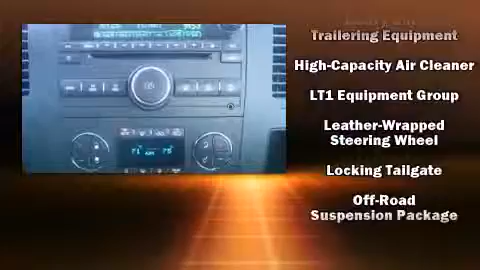 Trailering Equipment
High-Capacity Air Cleaner
LT1 Equipment Group
Leather-Wrapped
Steering Wheel
Locking Tailgate
Off-Road
Suspension Package